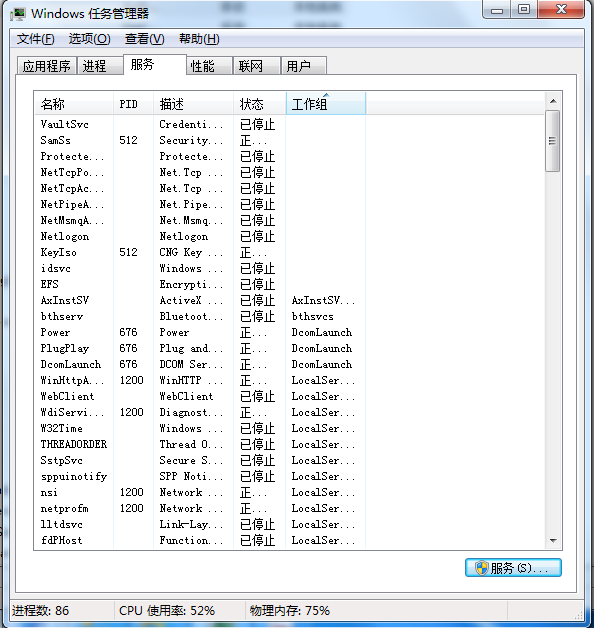 Windows 任务管理器
文件(F) 选项(O) 查看(V) 帮助(H)
应用程序 进程 服务 性能 联网 用户
名称 PID 描述 状态 工作组
VaultSvc Credenti... 已停止
SamSs 512 Security... 正...
Protecte... Protecte... 已停止
NetTcpPo... Net.Tcp ... 已停止
NetTcpAc... Net.Tcp ... 已停止
NetPipeA... Net.Pipe... 已停止
NetMsmqA... Net.Msmq... 已停止
Netlogon Netlogon 已停止
KeyIso 512 CNG Key ... 正...
idsvc Windows ... 已停止
EFS Encrypti... 已停止
AxInstSV ActiveX ... 已停止 AxInstSV...
bthserv Bluetoot... 已停止 bthsvcs
Power 676 Power 正... DcomLaunch
PlugPlay 676 Plug and... 正... DcomLaunch
DcomLaunch 676 DCOM Ser... 正... DcomLaunch
WinHttpA... 1200 WinHTTP ... 正... LocalSer...
WebClient WebClient 已停止 LocalSer...
WdiServi... 1200 Diagnost... 正... LocalSer...
W32Time Windows ... 已停止 LocalSer...
THREADORDER Thread O... 已停止 LocalSer...
SstpSvc Secure S... 已停止 LocalSer...
sppuinotify SPP Noti... 已停止 LocalSer...
nsi 1200 Network ... 正... LocalSer...
netprofm 1200 Network ... 正... LocalSer...
lltdsvc Link-Lay... 已停止 LocalSer...
fdPHost Function... 已停止 LocalSer...
服务(S)...
进程数: 86 CPU 使用率: 52% 物理内存: 75%